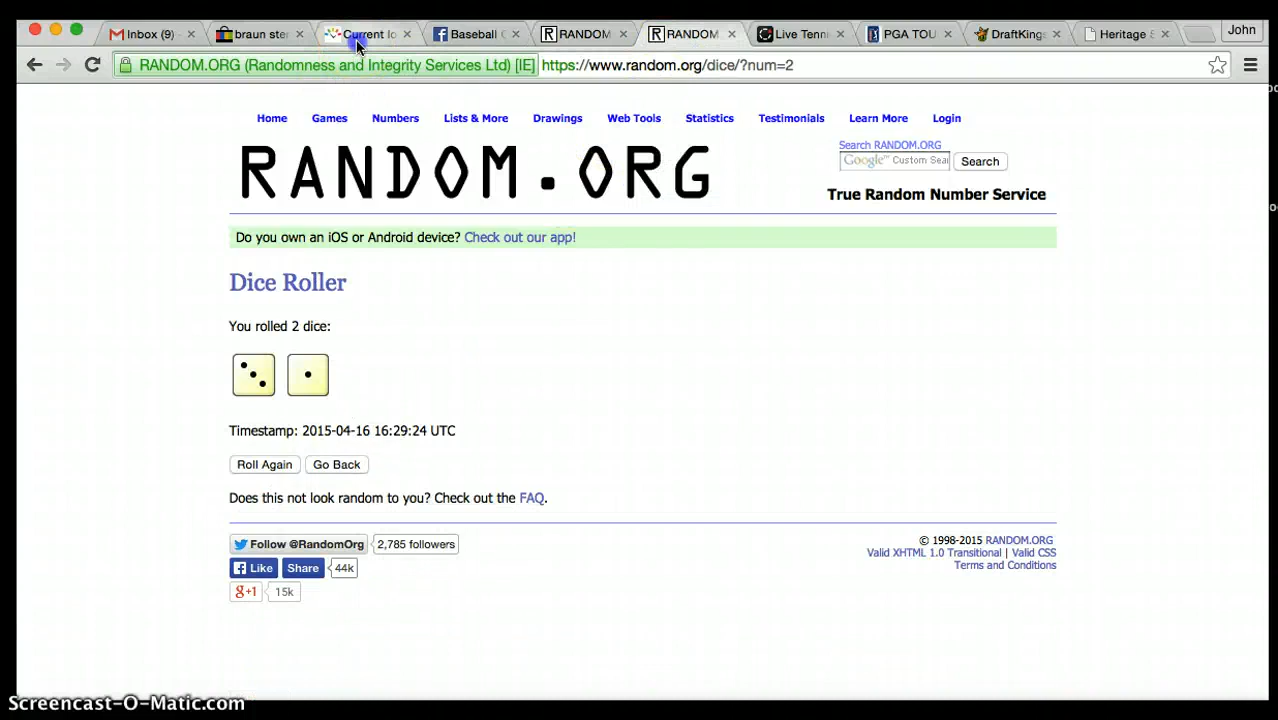 Inbox (9) -
braun ste
Current lo
Baseball
RANDOM
RANDOM
Live Tenni
PGA TOU
DraftKings
Heritage
John
RANDOM.ORG (Randomness and Integrity Services Ltd) [IE] https://www.random.org/dice/?num=2
Home Games Numbers Lists & More Drawings Web Tools Statistics Testimonials Learn More Login
RANDOM.ORG
Search RANDOM.ORG
Google™ Custom Sear
Search
True Random Number Service
Do you own an iOS or Android device? Check out our app!
Dice Roller
You rolled 2 dice:
Timestamp: 2015-04-16 16:29:24 UTC
Roll Again Go Back
Does this not look random to you? Check out the FAQ.
Follow @RandomOrg 2,785 followers
Like Share 44k
g+1 15k
© 1998-2015 RANDOM.ORG
Valid XHTML 1.0 Transitional | Valid CSS
Terms and Conditions
Screencast-O-Matic.com